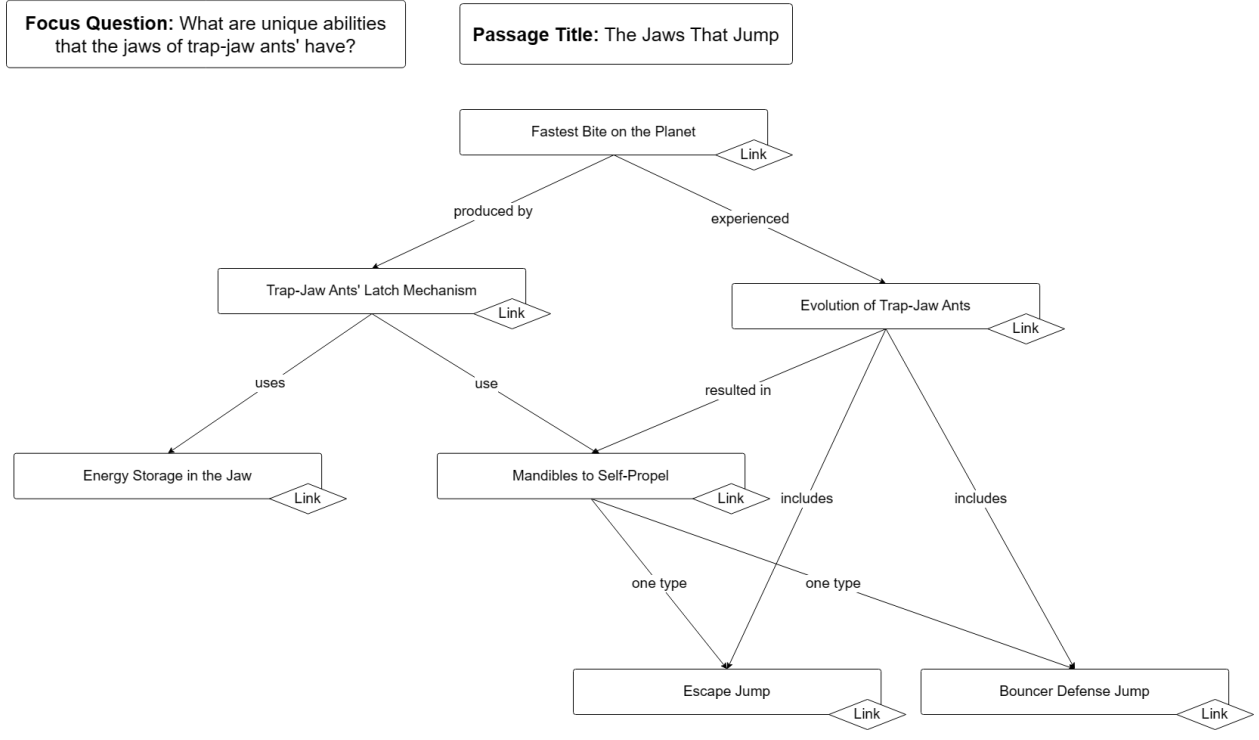 Focus Question: What are unique abilities
that the jaws of trap-jaw ants' have?
Passage Title: The Jaws That Jump
Fastest Bite on the Planet
Link
produced by
experienced
Trap-Jaw Ants' Latch Mechanism
Link
Evolution of Trap-Jaw Ants
Link
uses
use
resulted in
Energy Storage in the Jaw
Link
Mandibles to Self-Propel
Link
includes
includes
one type
one type
Escape Jump
Link
Bouncer Defense Jump
Link